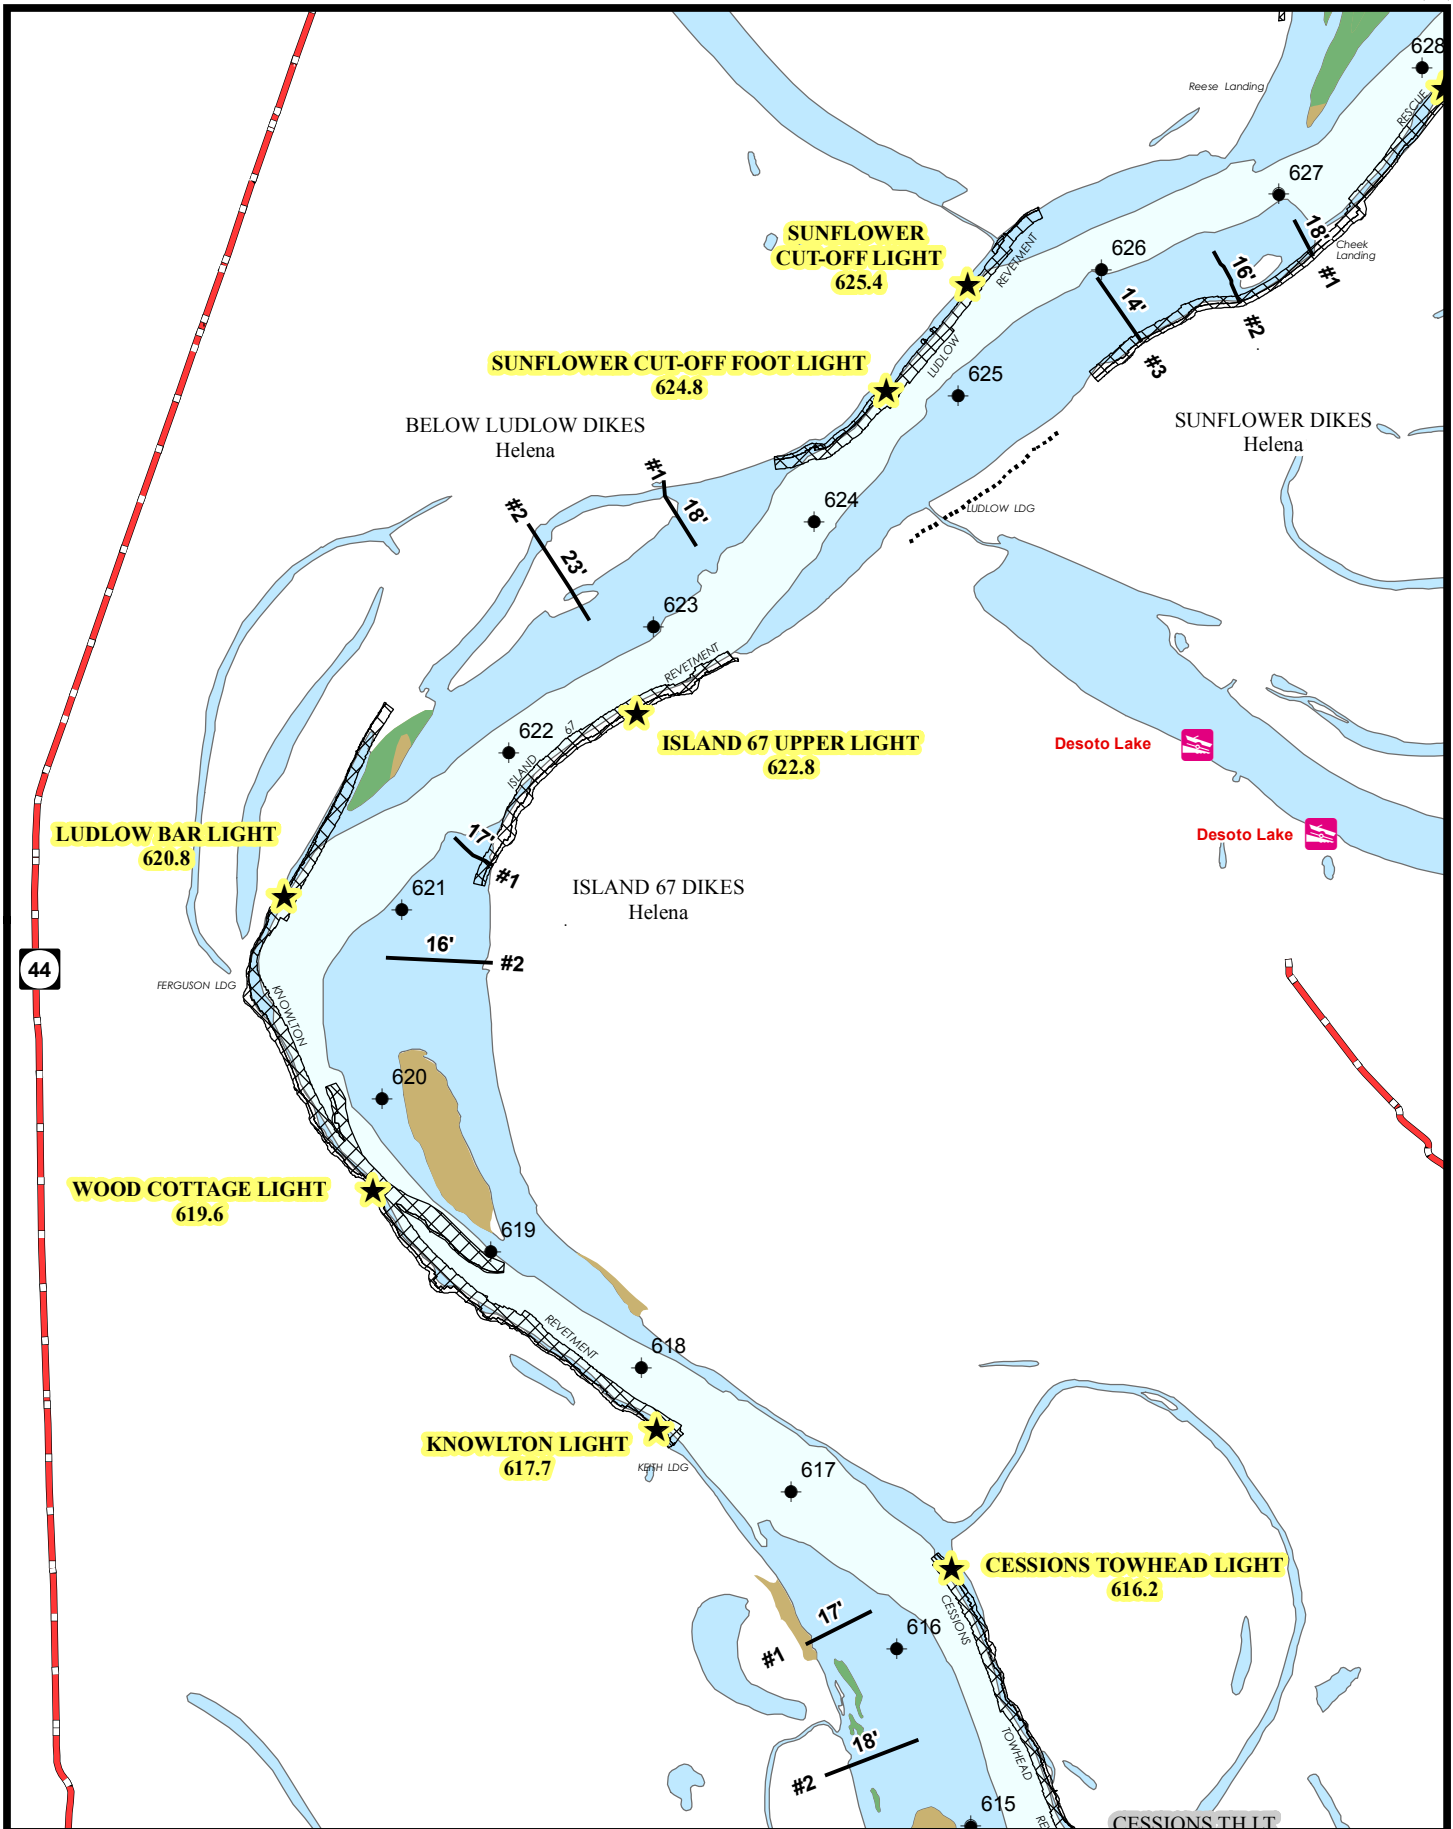 628
Reese Landing
RESCUE
627
SUNFLOWER
CUT-OFF LIGHT
625.4
REVETMENT
626
18'
Cheek
Landing
#1
16'
#2
14'
#3
LUDLOW
SUNFLOWER CUT-OFF FOOT LIGHT
624.8
625
BELOW LUDLOW DIKES
Helena
SUNFLOWER DIKES
Helena
#1
18'
#2
23'
624
LUDLOW LDG
623
REVETMENT
ISLAND 67
622
ISLAND 67 UPPER LIGHT
622.8
Desoto Lake
Desoto Lake
LUDLOW BAR LIGHT
620.8
17'
#1
621
ISLAND 67 DIKES
Helena
16'
#2
44
FERGUSON LDG
KNOWLTON
620
WOOD COTTAGE LIGHT
619.6
619
REVETMENT
618
KNOWLTON LIGHT
617.7
KEITH LDG
617
CESSIONS TOWHEAD LIGHT
616.2
CESSIONS
17'
#1
616
18'
#2
TOWHEAD
615
RE
CESSIONS TH LT